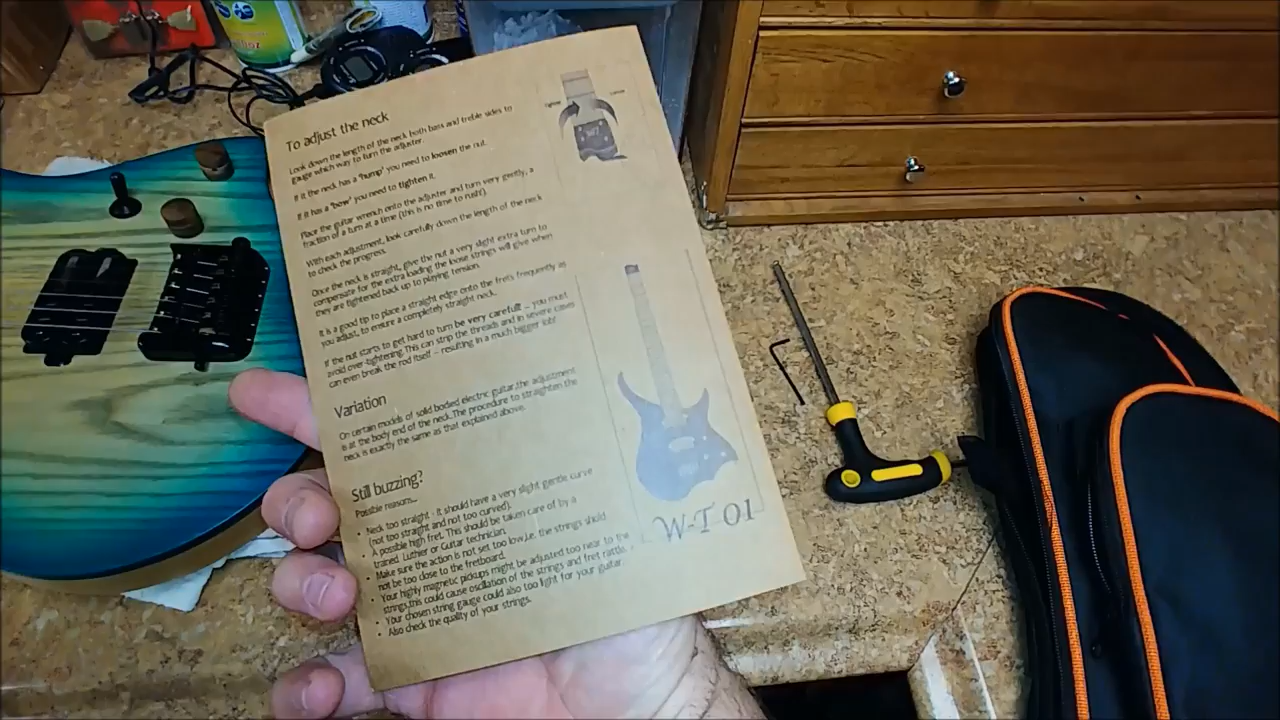 To adjust the neck
Look down the length of the neck both bass and treble sides to
gauge which way to turn the adjuster.
If it the neck has a 'hump' you need to loosen the nut...
If it has a 'bow' you need to tighten it.
Place the guitar wrench onto the adjuster and turn very gently, a
fraction of a turn at a time (this is no time to rush!).
With each adjustment, look carefully down the length of the neck
to check the progress.
Once the neck is straight, give the nut a very slight extra turn to
compensate for the extra loading the loose strings will give when
they are tightened back up to playing tension.
It is a good tip to place a straight edge onto the frets frequently as
you adjust, to ensure a completely straight neck..
If the nut starts to get hard to turn be very careful! – you must
avoid over-tightening. This can strip the threads and in severe cases
can even break the rod itself – resulting in a much bigger job!
Variation
On certain models of solid bodied electric guitar,the adjustment
is at the body end of the neck.The procedure to straighten the
neck is exactly the same as that explained above.
Still buzzing?
Possible reasons...
• Neck too straight - It should have a very slight gentle curve
(not too straight and not too curved).
• A possible high fret. This should be taken care of by a
trained Luthier or Guitar technician.
• Make sure the action is not set too low,i.e. the strings should
not be too close to the fretboard.
• Your highly magnetic pickups might be adjusted too near to the
strings,this could cause oscillation of the strings and fret rattle.
• Your chosen string gauge could also too light for your guitar.
• Also check the quality of your strings.
W-T 01